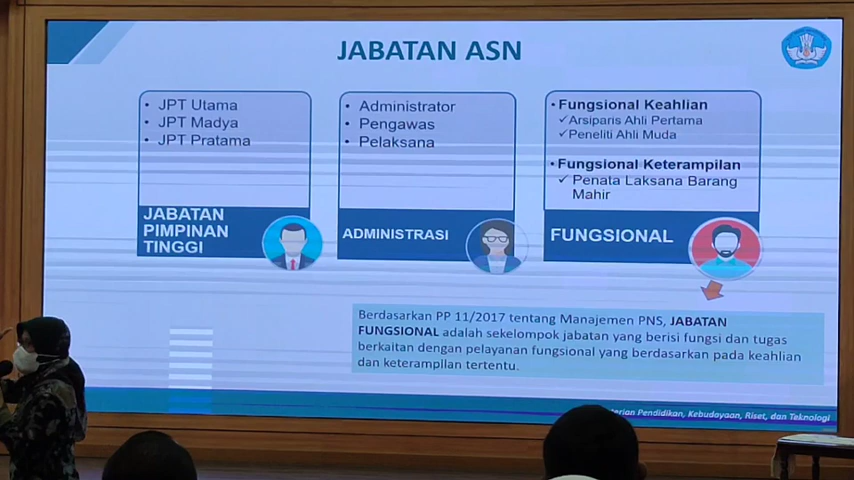 JABATAN ASN
• JPT Utama
• JPT Madya
• JPT Pratama
JABATAN
PIMPINAN
TINGGI
• Administrator
• Pengawas
• Pelaksana
ADMINISTRASI
• Fungsional Keahlian
✓ Arsiparis Ahli Pertama
✓ Peneliti Ahli Muda
• Fungsional Keterampilan
✓ Penata Laksana Barang
Mahir
FUNGSIONAL
Berdasarkan PP 11/2017 tentang Manajemen PNS, JABATAN
FUNGSIONAL adalah sekelompok jabatan yang berisi fungsi dan tugas
berkaitan dengan pelayanan fungsional yang berdasarkan pada keahlian
dan keterampilan tertentu.
Pendidikan, Kebudayaan, Riset, dan Teknologi